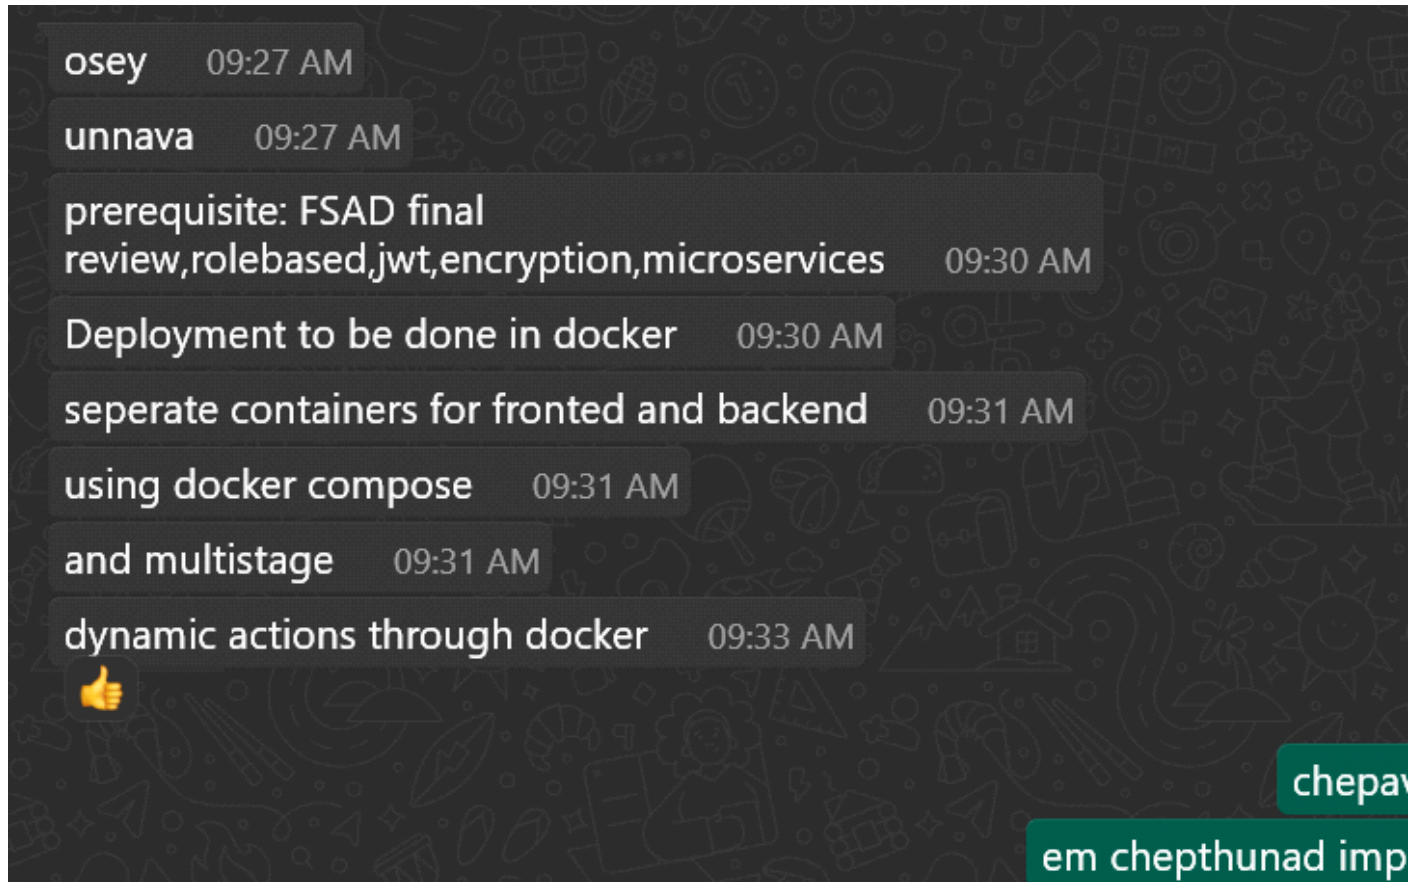 osey 09:27 AM
unnava 09:27 AM
prerequisite: FSAD final
review,rolebased,jwt,encryption,microservices 09:30 AM
Deployment to be done in docker 09:30 AM
seperate containers for fronted and backend 09:31 AM
using docker compose 09:31 AM
and multistage 09:31 AM
dynamic actions through docker 09:33 AM
em chepthunad imp